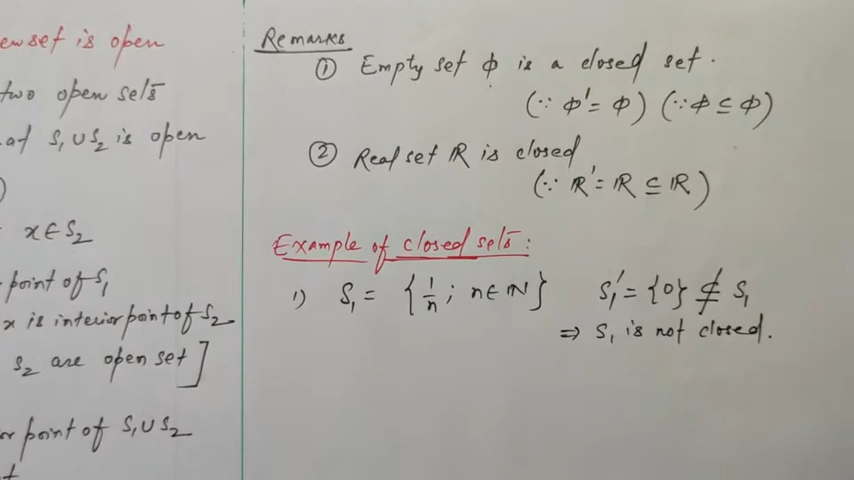 ew set is open
two open sets
at S₁ ∪ S₂ is open
)
x ∈ S₂
point of S₁
x is interior point of S₂
S₂ are open set]
or point of S₁ ∪ S₂
Remarks
① Empty set ϕ is a closed set.
(∵ ϕ' = ϕ) (∵ ϕ ⊆ ϕ)
② Real set ℝ is closed
(∵ ℝ' = ℝ ⊆ ℝ)
Example of closed sets:
1) S₁ = {1/n ; n ∈ ℕ} S₁' = {0} ⊄ S₁
⇒ S₁ is not closed.